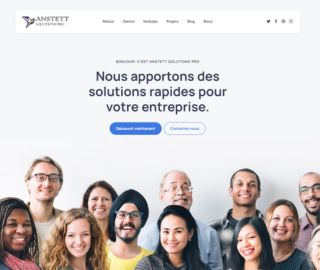 ANSTETT
SOLUTIONS PRO
Retour Demos Modules Projets Blog Blocs
BONJOUR! C'EST ANSTETT SOLUTIONS PRO
Nous apportons des
solutions rapides pour
votre entreprise.
Découvrir maintenant Contactez-nous